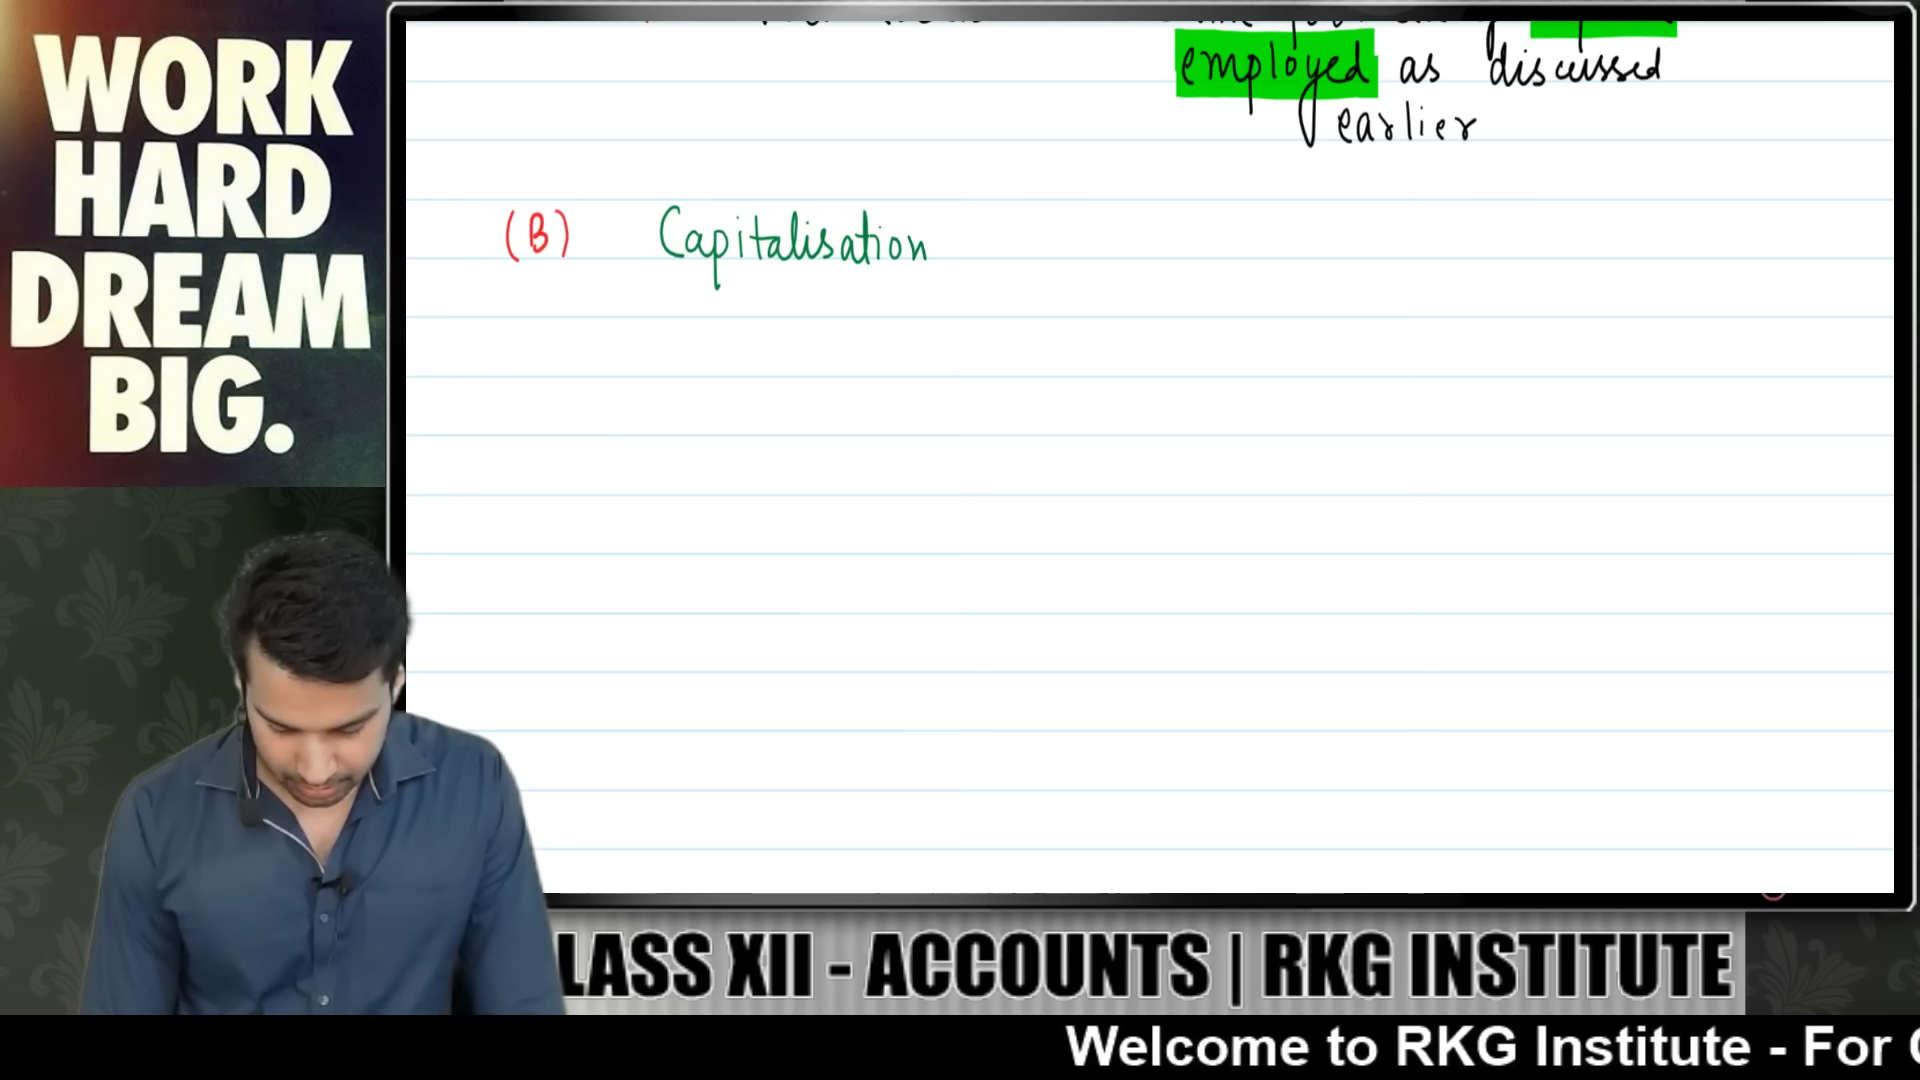 WORK
HARD
DREAM
BIG.
employed as discussed
earlier
(B) Capitalisation
LASS XII - ACCOUNTS | RKG INSTITUTE
Welcome to RKG Institute - For